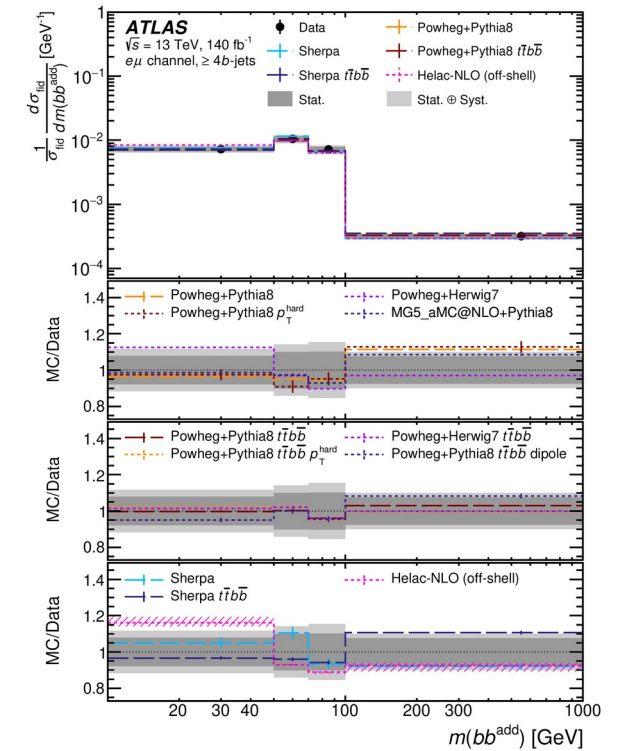 ATLAS
√s = 13 TeV, 140 fb⁻¹
eμ channel, ≥ 4b-jets
Data
Sherpa
Sherpa tt̄bb̄
Stat.
Powheg+Pythia8
Powheg+Pythia8 tt̄bb̄
Helac-NLO (off-shell)
Stat. ⊕ Syst.
1/σ_fid dσ_fid/dm(bb^add) [GeV⁻¹]
1
10⁻¹
10⁻²
10⁻³
10⁻⁴
Powheg+Pythia8
Powheg+Pythia8 p_T^hard
Powheg+Herwig7
MG5_aMC@NLO+Pythia8
MC/Data
1.4
1.2
1.0
0.8
Powheg+Pythia8 tt̄bb̄
Powheg+Pythia8 tt̄bb̄ p_T^hard
Powheg+Herwig7 tt̄bb̄
Powheg+Pythia8 tt̄bb̄ dipole
MC/Data
1.4
1.2
1.0
0.8
Sherpa
Sherpa tt̄bb̄
Helac-NLO (off-shell)
MC/Data
1.4
1.2
1.0
0.8
20 30 40 100 200 300 1000
m(bb^add) [GeV]